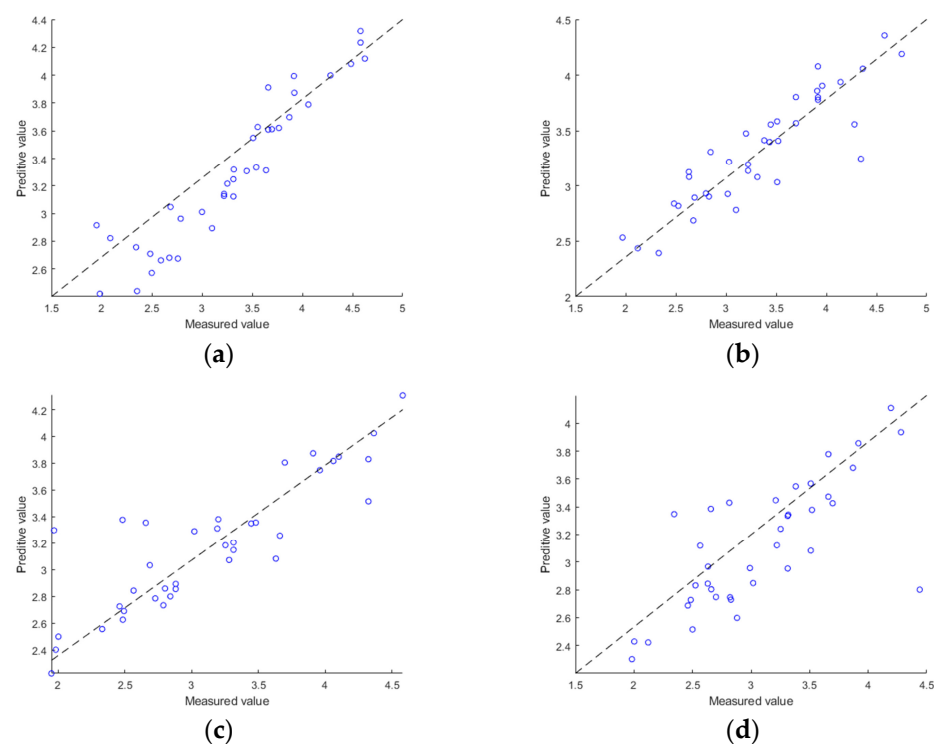 4.4
4.2
4
3.8
3.6
3.4
3.2
3
2.8
2.6
Preditive value
1.5 2 2.5 3 3.5 4 4.5 5
Measured value
(a)
4.5
4
3.5
3
2.5
2
Preditive value
1.5 2 2.5 3 3.5 4 4.5 5
Measured value
(b)
4.2
4
3.8
3.6
3.4
3.2
3
2.8
2.6
2.4
Preditive value
2 2.5 3 3.5 4 4.5
Measured value
(c)
4
3.8
3.6
3.4
3.2
3
2.8
2.6
2.4
2.2
Preditive value
1.5 2 2.5 3 3.5 4 4.5
Measured value
(d)